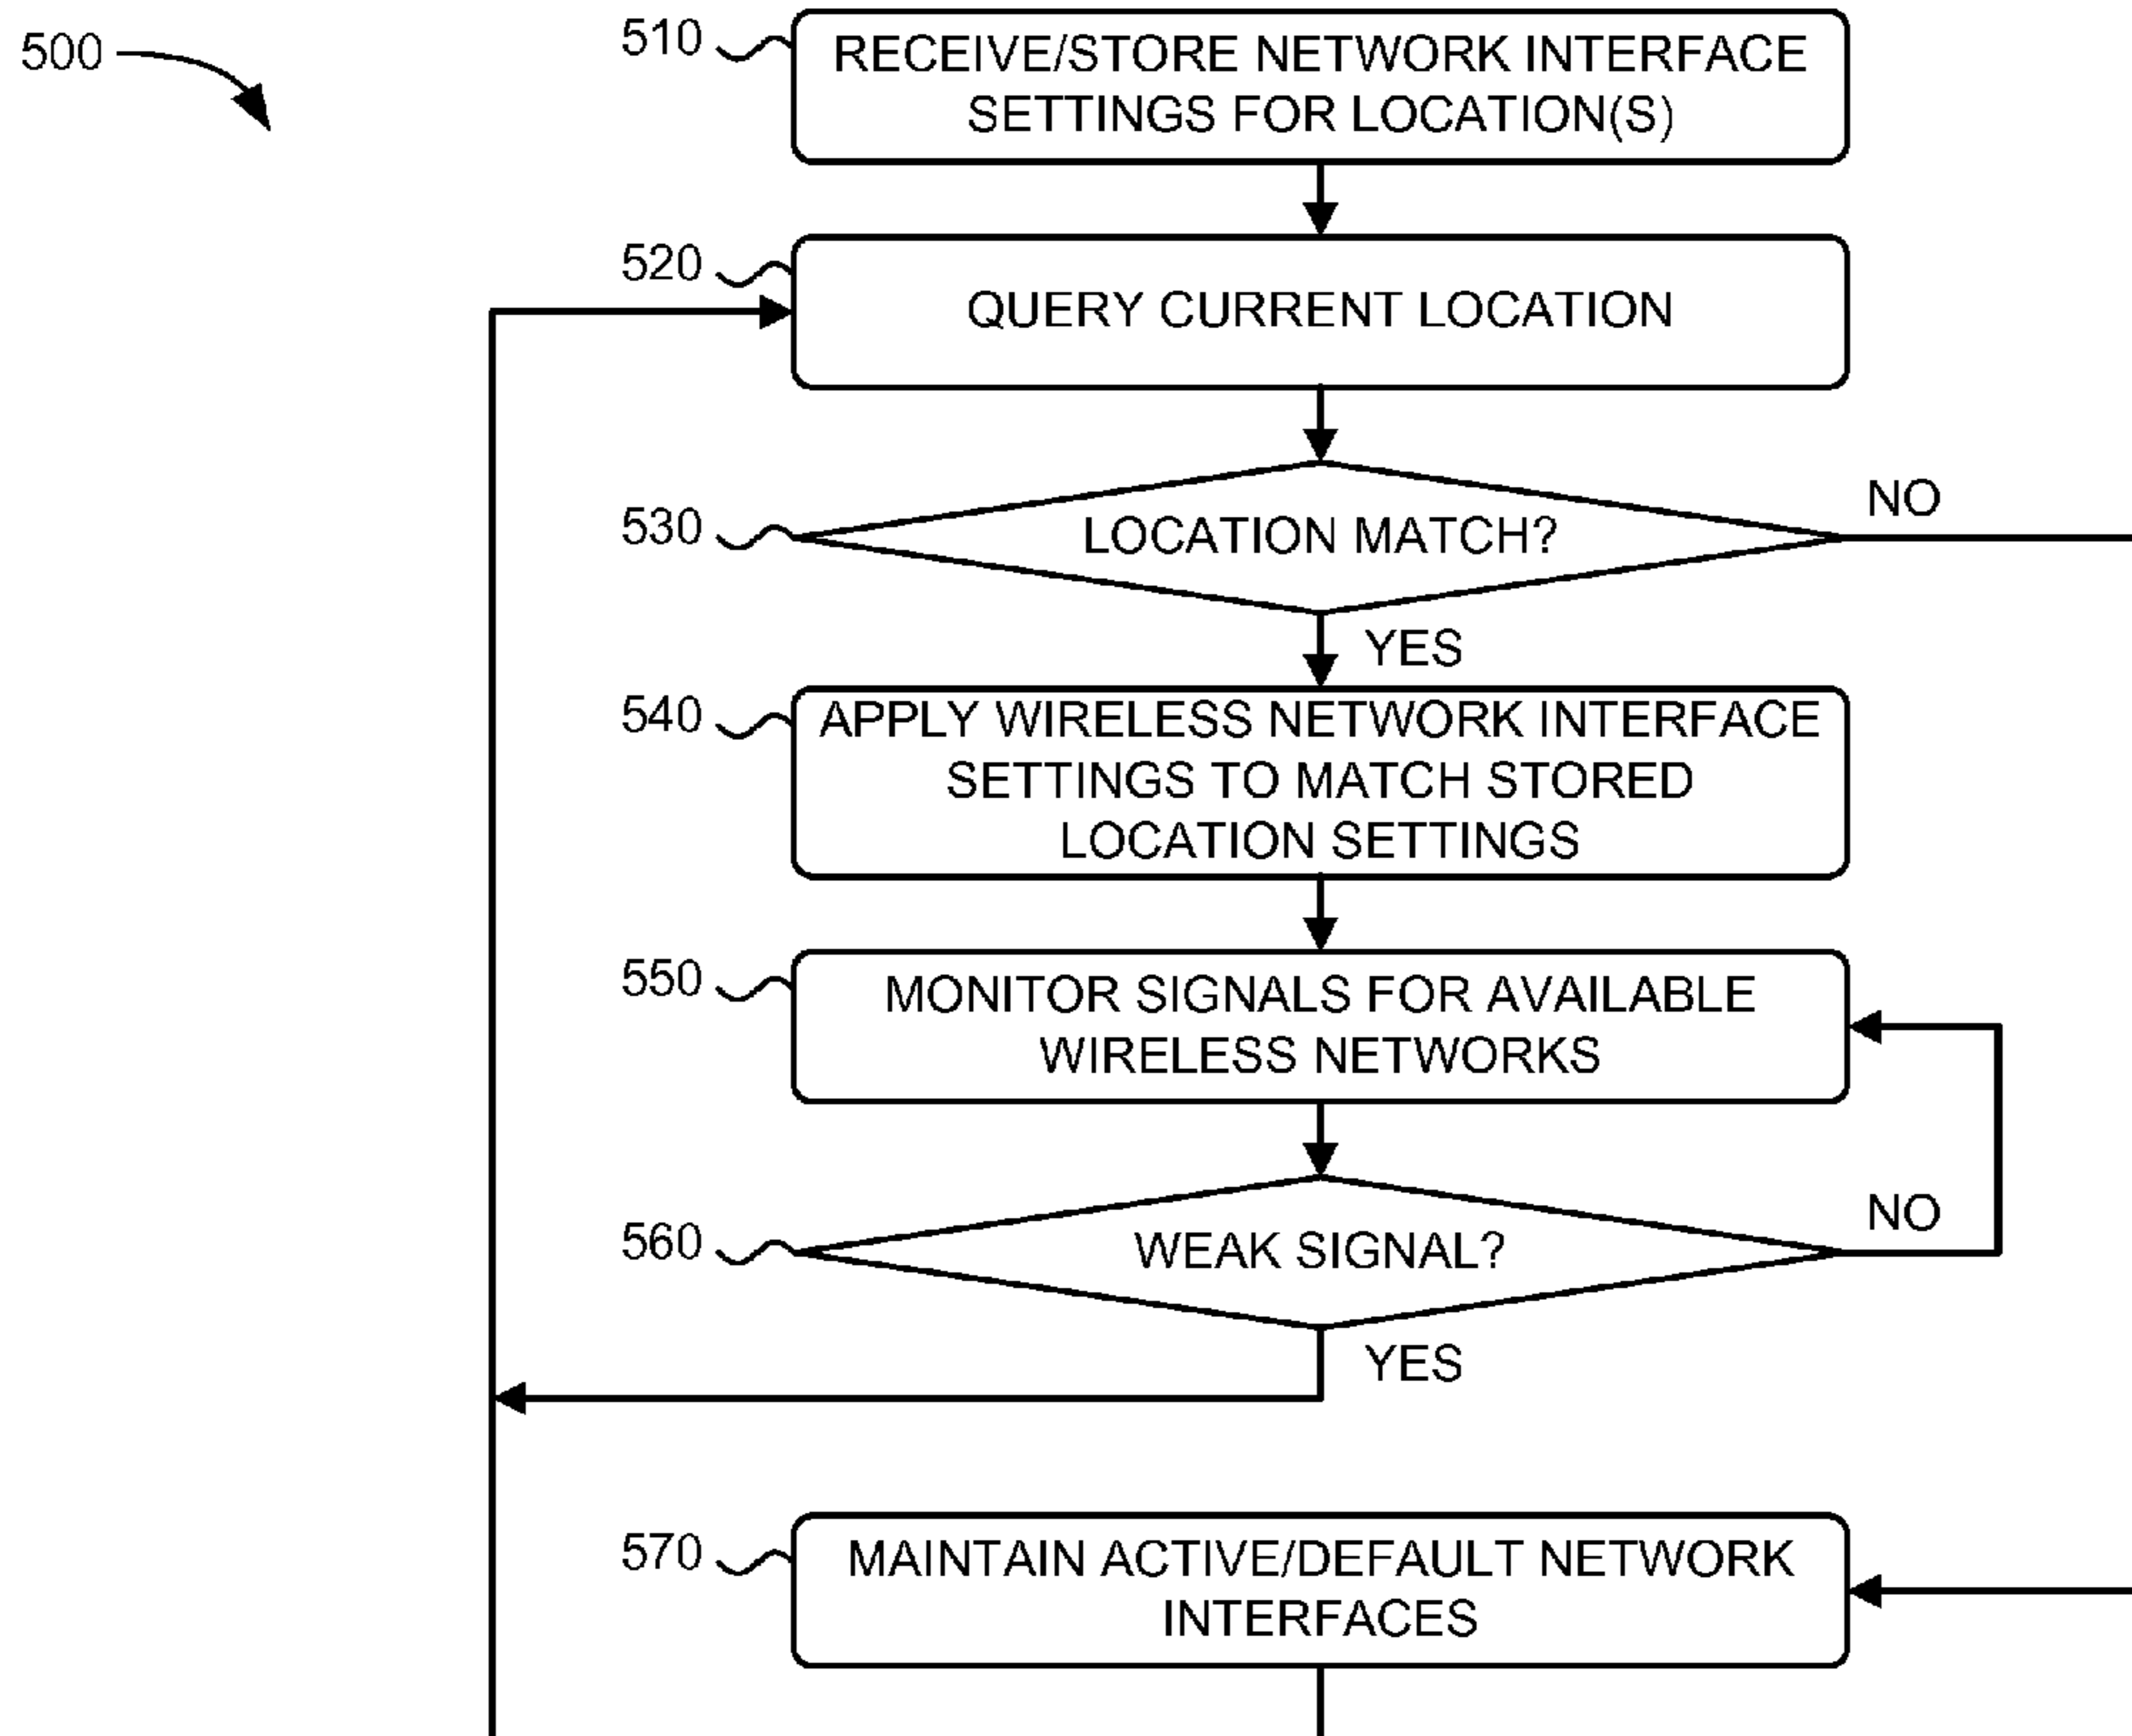 500
510
RECEIVE/STORE NETWORK INTERFACE
SETTINGS FOR LOCATION(S)
520
QUERY CURRENT LOCATION
530
LOCATION MATCH?
NO
YES
540
APPLY WIRELESS NETWORK INTERFACE
SETTINGS TO MATCH STORED
LOCATION SETTINGS
550
MONITOR SIGNALS FOR AVAILABLE
WIRELESS NETWORKS
560
WEAK SIGNAL?
NO
YES
570
MAINTAIN ACTIVE/DEFAULT NETWORK
INTERFACES